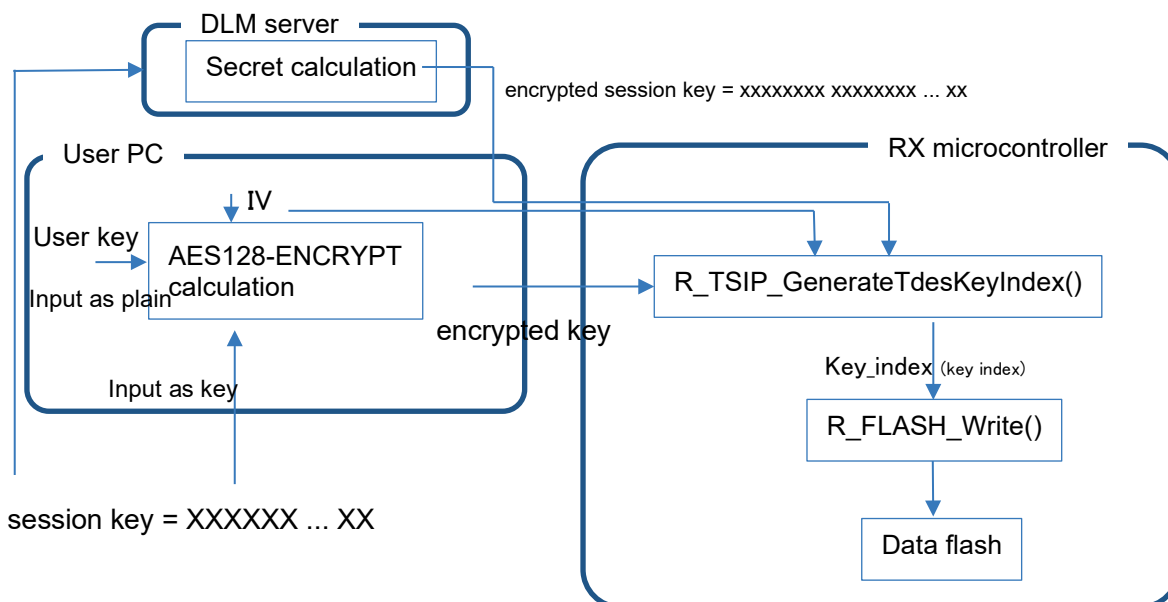 DLM server
Secret calculation
encrypted session key = xxxxxxxx xxxxxxxx ... xx
User PC
RX microcontroller
IV
User key
AES128-ENCRYPT
calculation
Input as plain
R_TSIP_GenerateTdesKeyIndex()
encrypted key
Key_index (key index)
Input as key
R_FLASH_Write()
session key = XXXXXX ... XX
Data flash